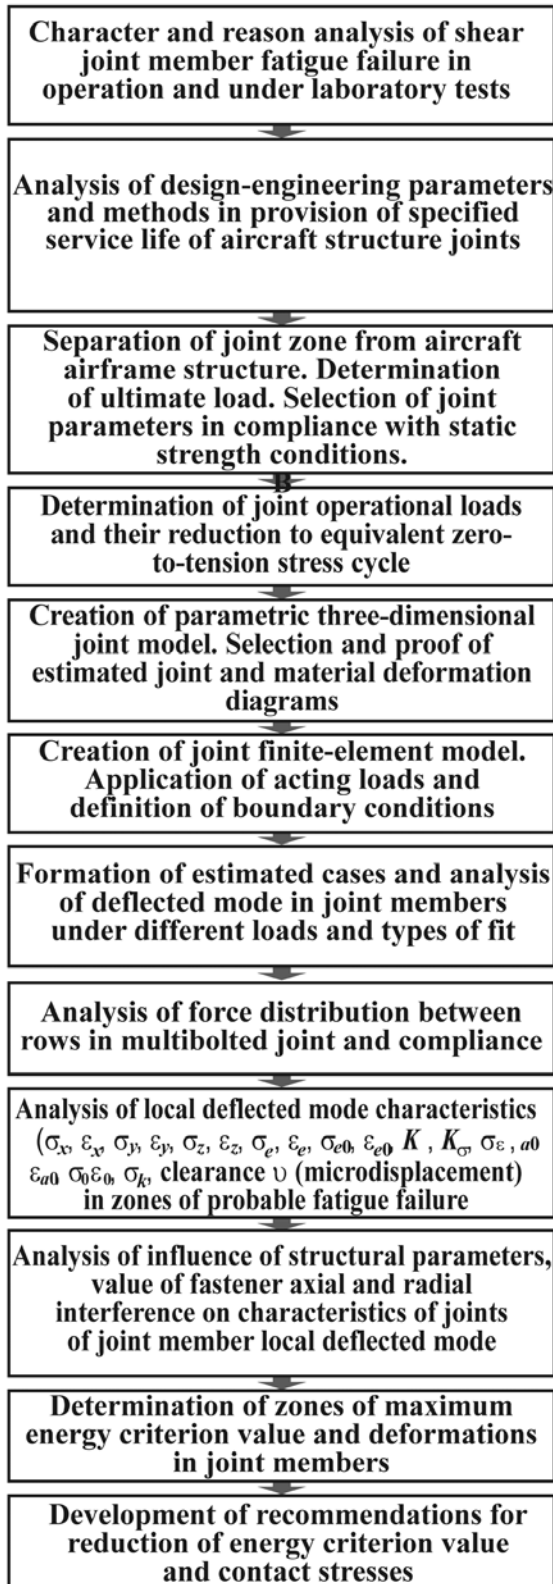 Character and reason analysis of shear
joint member fatigue failure in
operation and under laboratory tests
Analysis of design-engineering parameters
and methods in provision of specified
service life of aircraft structure joints
Separation of joint zone from aircraft
airframe structure. Determination
of ultimate load. Selection of joint
parameters in compliance with static
strength conditions.
B
Determination of joint operational loads
and their reduction to equivalent zero-
to-tension stress cycle
Creation of parametric three-dimensional
joint model. Selection and proof of
estimated joint and material deformation
diagrams
Creation of joint finite-element model.
Application of acting loads and
definition of boundary conditions
Formation of estimated cases and analysis
of deflected mode in joint members
under different loads and types of fit
Analysis of force distribution between
rows in multibolted joint and compliance
Analysis of local deflected mode characteristics
(σx, εx, σy, εy, σz, εz, σe, εe, σe0, εe0, K , Kσ, σε , a0
εa0, σ0ε0, σk, clearance υ (microdisplacement)
in zones of probable fatigue failure
Analysis of influence of structural parameters,
value of fastener axial and radial
interference on characteristics of joints
of joint member local deflected mode
Determination of zones of maximum
energy criterion value and deformations
in joint members
Development of recommendations for
reduction of energy criterion value
and contact stresses